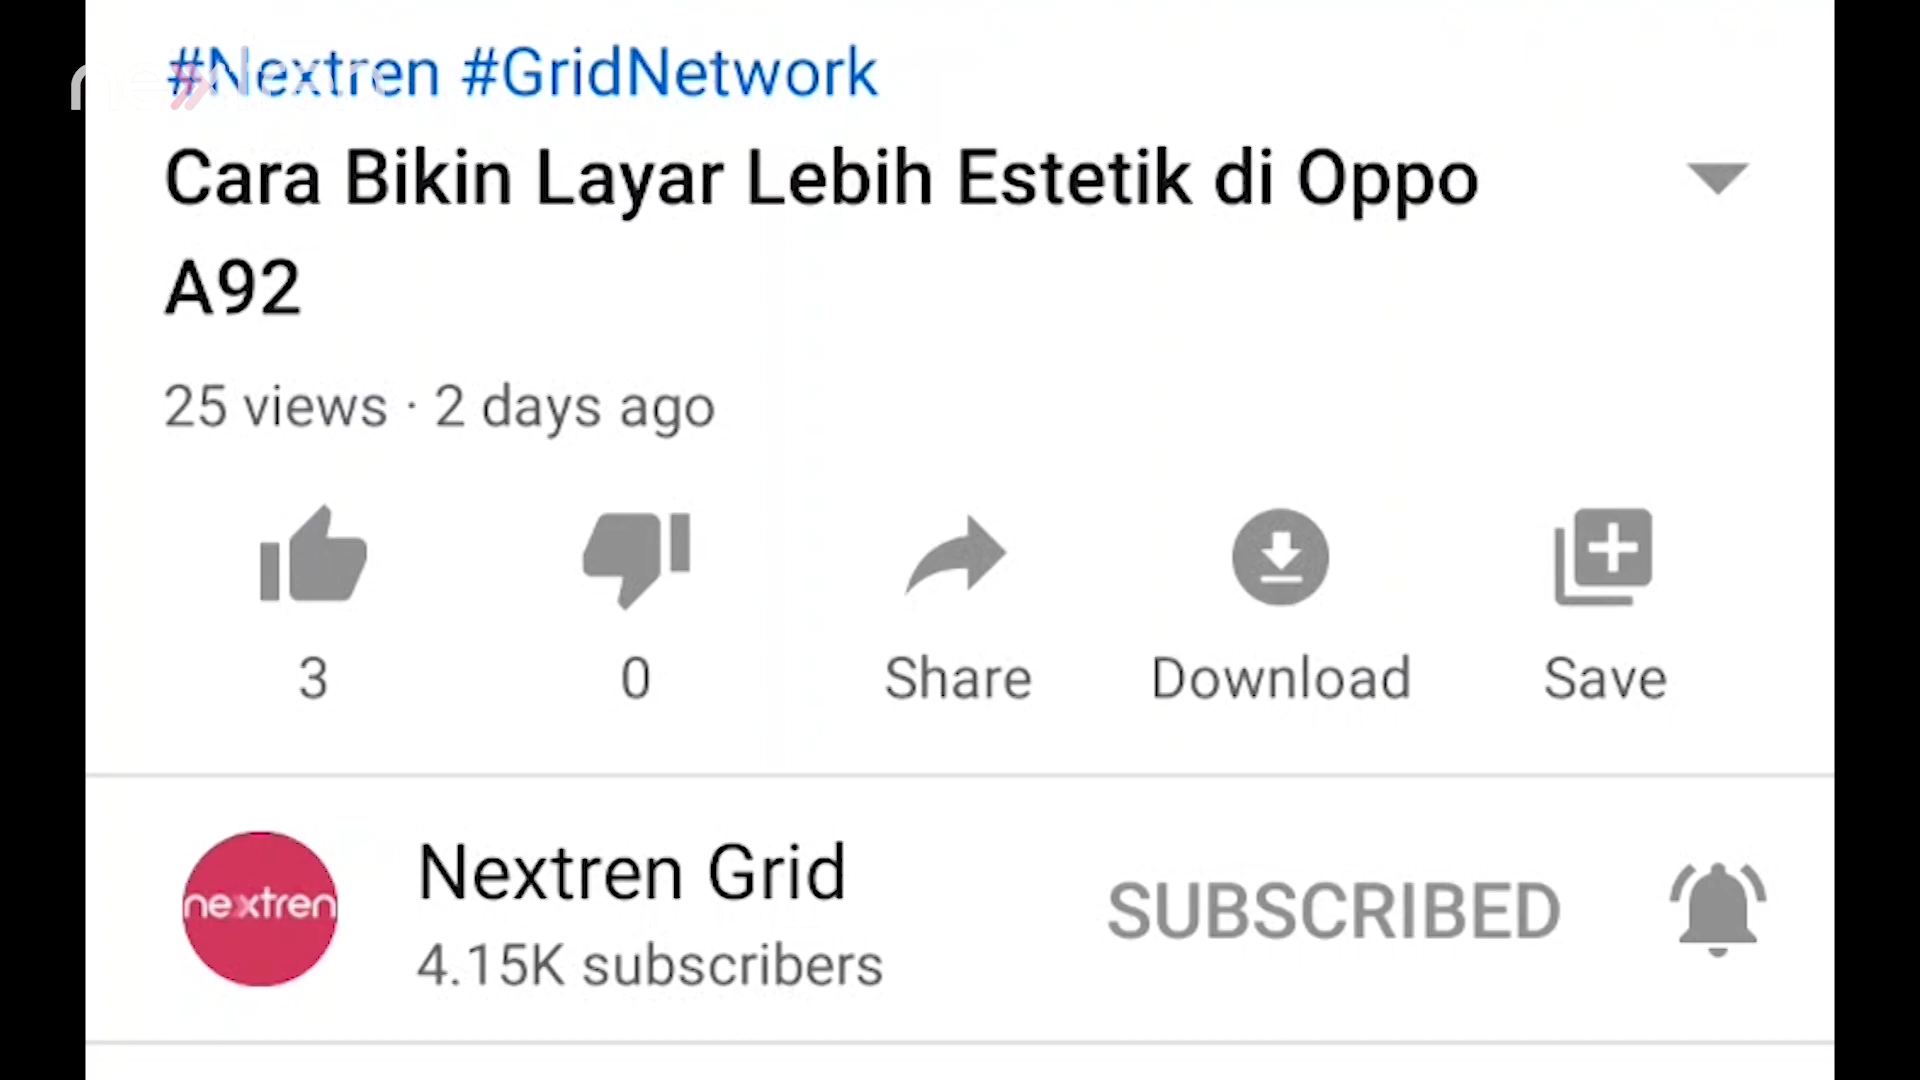 nextren
#Nextren #GridNetwork
Cara Bikin Layar Lebih Estetik di Oppo
A92
25 views · 2 days ago
3 0 Share Download Save
nextren
Nextren Grid
SUBSCRIBED
4.15K subscribers